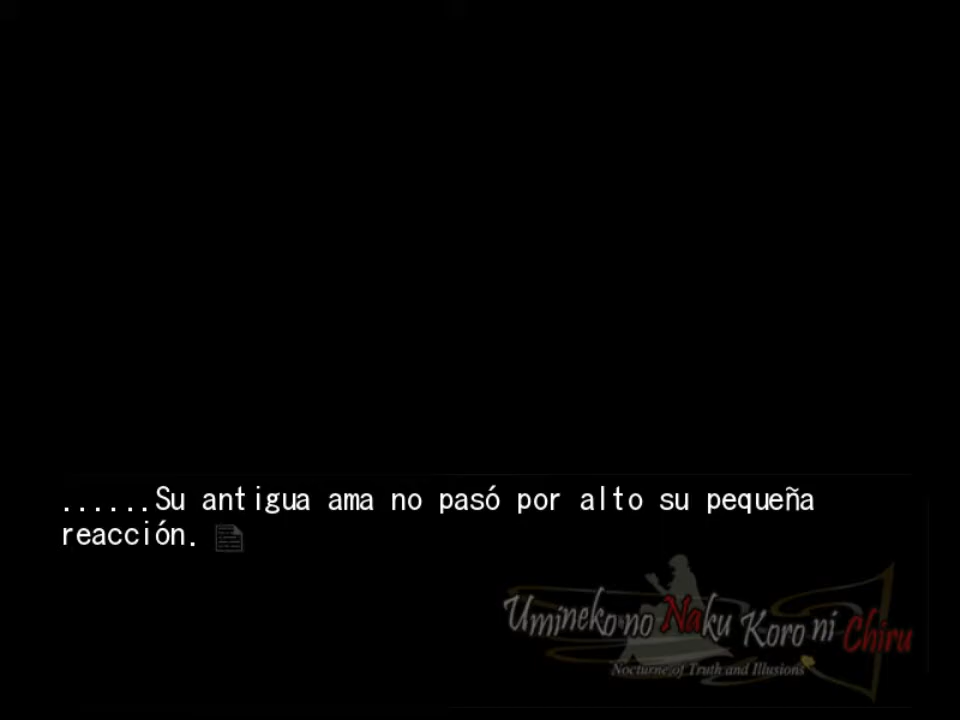 ......Su antigua ama no pasó por alto su pequeña
reacción.
Umineko no Naku Koro ni Chiru
Nocturne of Truth and Illusions